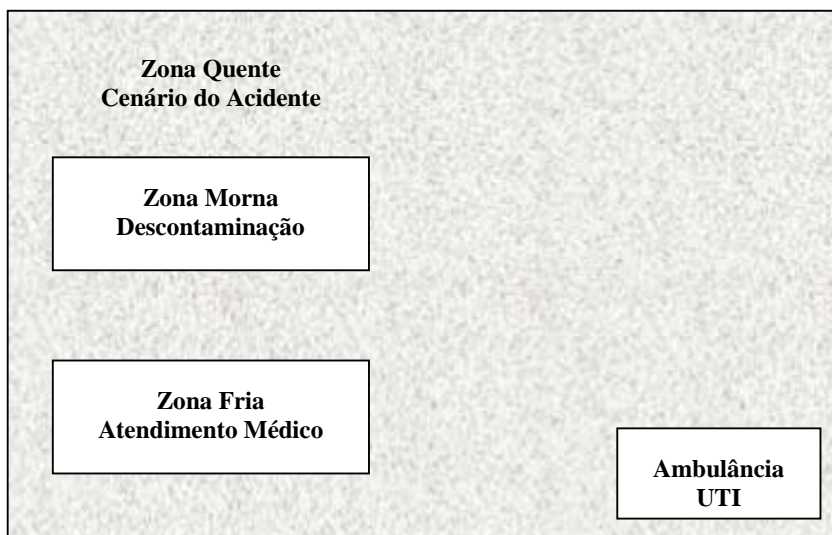 Zona Quente
Cenário do Acidente
Zona Morna
Descontaminação
Zona Fria
Atendimento Médico
Ambulância
UTI